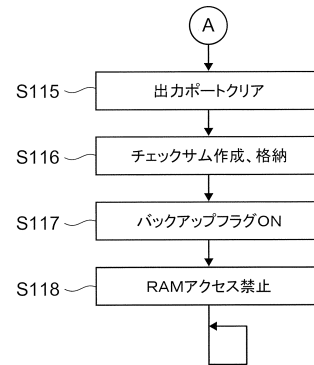 A
S115 出力ポートクリア
S116 チェックサム作成、格納
S117 バックアップフラグON
S118 RAMアクセス禁止